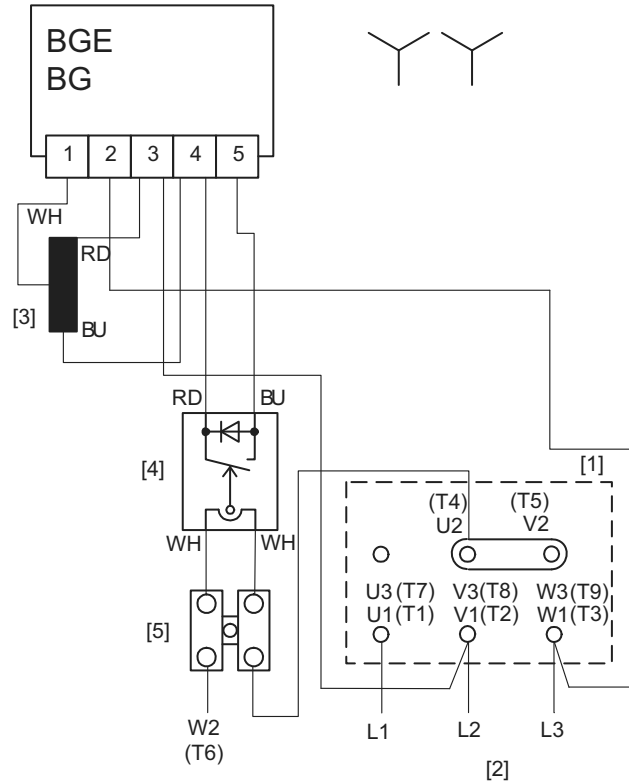 BGE
BG
1 2 3 4 5
WH
RD
[3]
BU
RD BU
[4]
[1]
(T4) (T5)
U2 V2
WH WH
U3 (T7) V3 (T8) W3 (T9)
U1 (T1) V1 (T2) W1 (T3)
[5]
W2
(T6)
L1 L2 L3
[2]